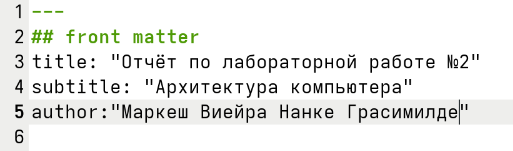 1 ---
2 ## front matter
3 title: "Отчёт по лабораторной работе №2"
4 subtitle: "Архитектура компьютера"
5 author:"Маркеш Виейра Нанке Грасимилде"
6